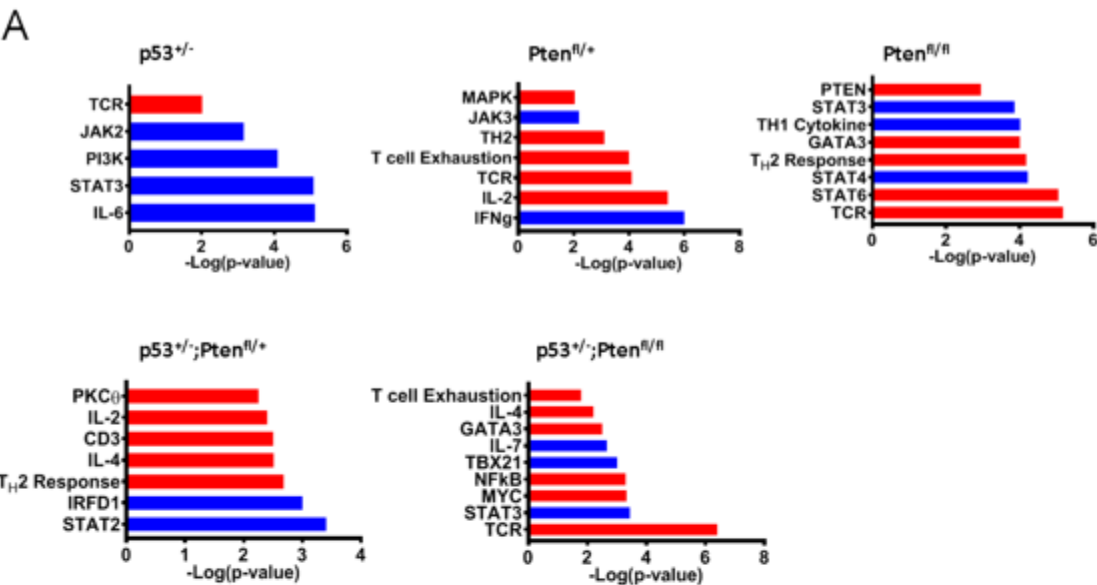 A
p53+/-
TCR
JAK2
PI3K
STAT3
IL-6
0 2 4 6
-Log(p-value)
Ptenfl/+
MAPK
JAK3
TH2
T cell Exhaustion
TCR
IL-2
IFNg
0 2 4 6 8
-Log(p-value)
Ptenfl/fl
PTEN
STAT3
TH1 Cytokine
GATA3
TH2 Response
STAT4
STAT6
TCR
0 2 4 6
-Log(p-value)
p53+/-;Ptenfl/+
PKCθ
IL-2
CD3
IL-4
TH2 Response
IRFD1
STAT2
0 1 2 3 4
-Log(p-value)
p53+/-;Ptenfl/fl
T cell Exhaustion
IL-4
GATA3
IL-7
TBX21
NFkB
MYC
STAT3
TCR
0 2 4 6 8
-Log(p-value)